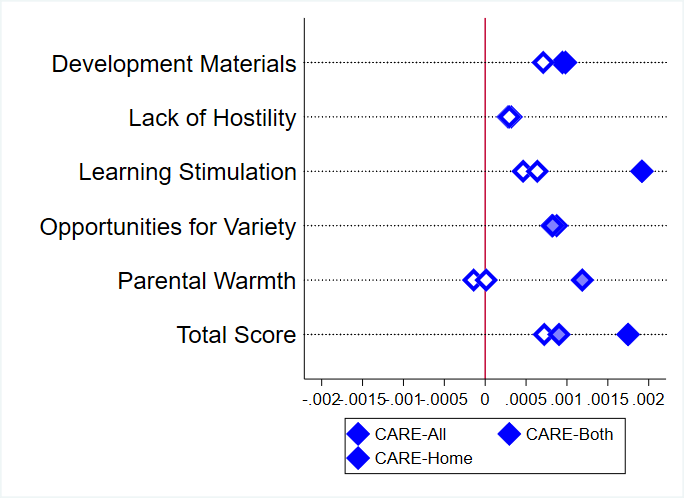 Development Materials
Lack of Hostility
Learning Stimulation
Opportunities for Variety
Parental Warmth
Total Score
-.002 -.0015 -.001 -.0005 0 .0005 .001 .0015 .002
CARE-All CARE-Both
CARE-Home